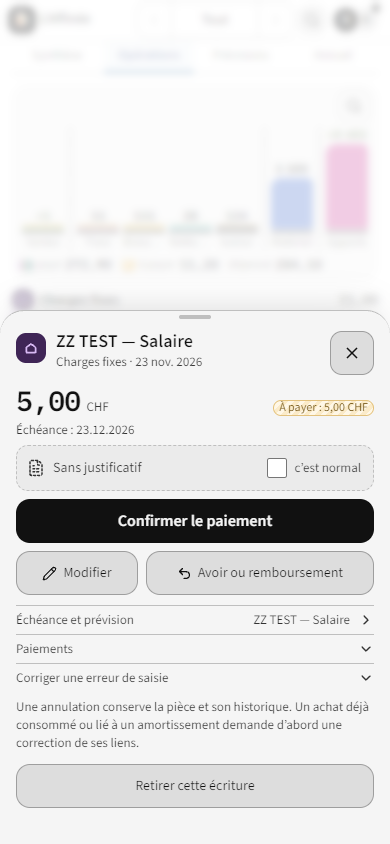 ZZ TEST — Salaire
Charges fixes · 23 nov. 2026
5,00 CHF
À payer : 5,00 CHF
Échéance : 23.12.2026
Sans justificatif
c’est normal
Confirmer le paiement
Modifier
Avoir ou remboursement
Échéance et prévision
ZZ TEST — Salaire
Paiements
Corriger une erreur de saisie
Une annulation conserve la pièce et son historique. Un achat déjà
consommé ou lié à un amortissement demande d’abord une
correction de ses liens.
Retirer cette écriture